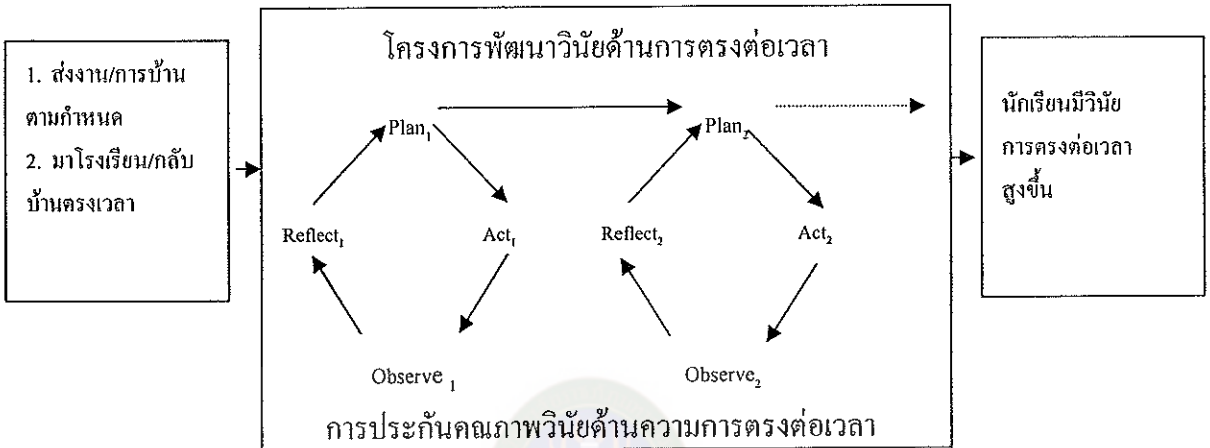 1. ส่งงาน/การบ้าน
ตามกำหนด
2. มาโรงเรียน/กลับ
บ้านตรงเวลา
โครงการพัฒนาวินัยด้านการตรงต่อเวลา
Plan₁
Plan₂
Reflect₁
Act₁
Reflect₂
Act₂
Observe ₁
Observe₂
การประกันคุณภาพวินัยด้านความการตรงต่อเวลา
นักเรียนมีวินัย
การตรงต่อเวลา
สูงขึ้น